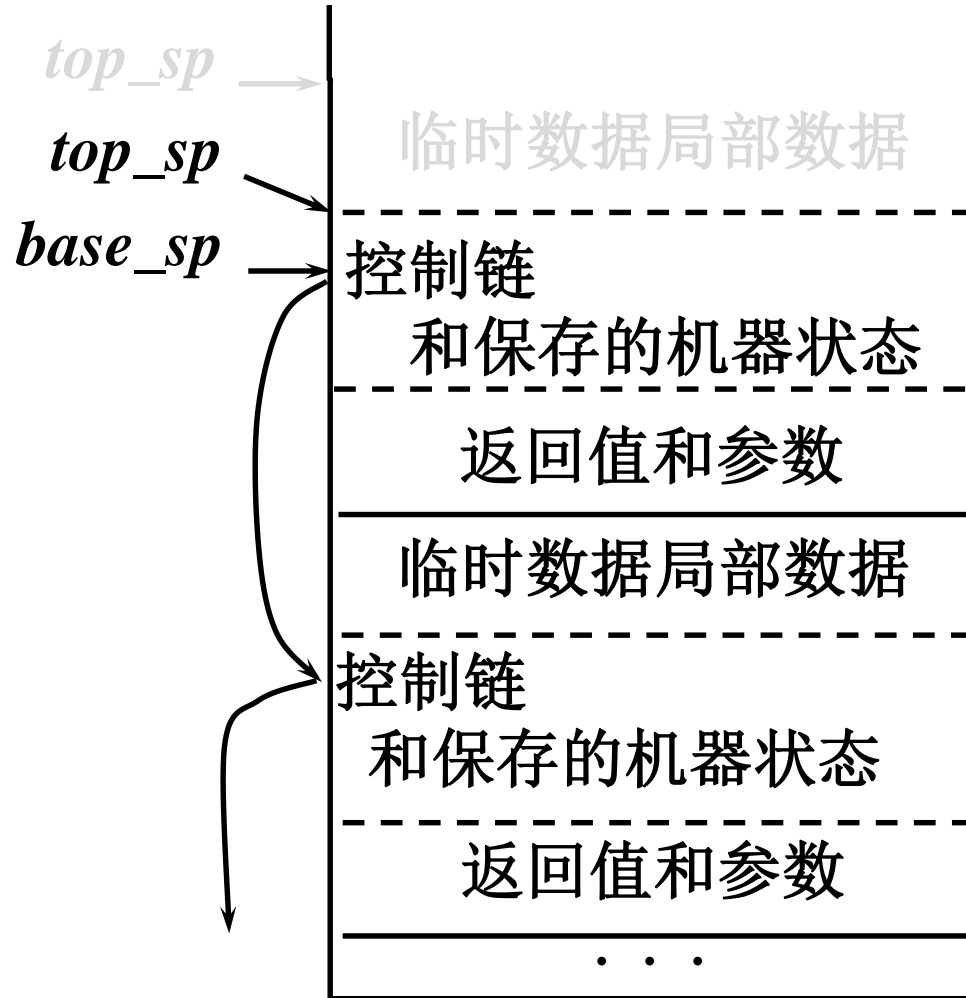 top_sp
临时数据局部数据
top_sp
base_sp
控制链
和保存的机器状态
返回值和参数
临时数据局部数据
控制链
和保存的机器状态
返回值和参数
. . .